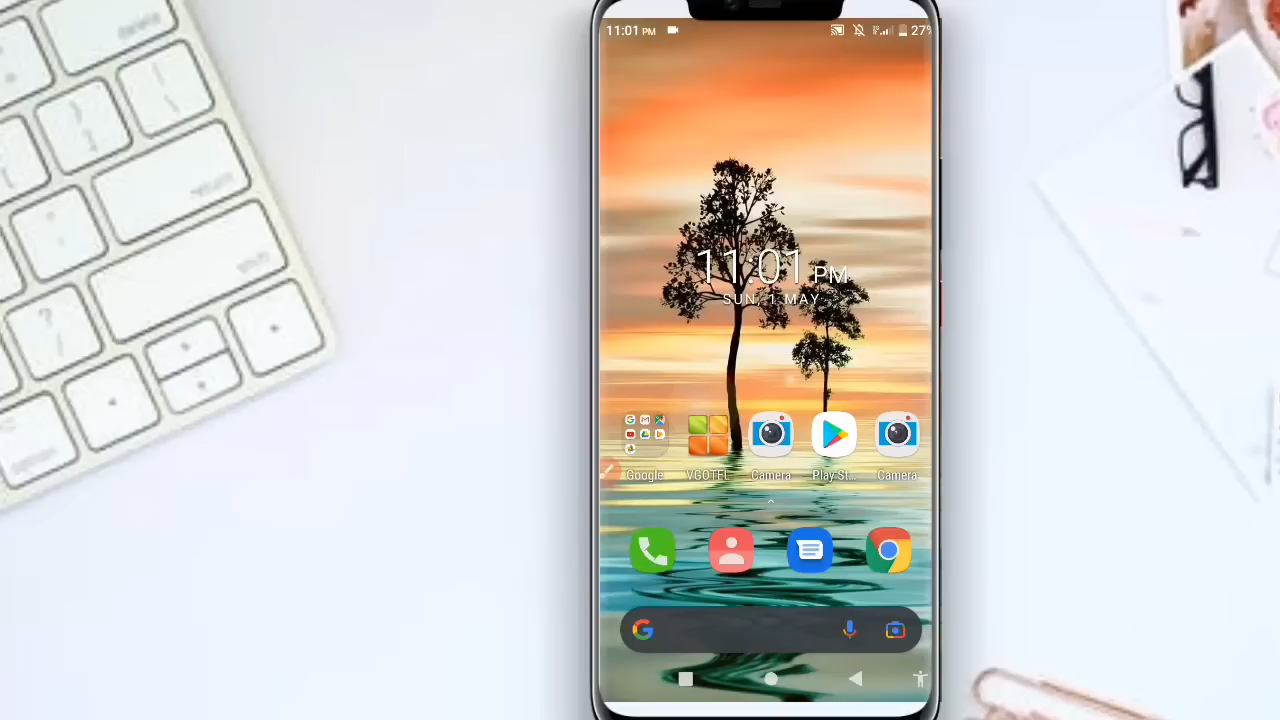 11:01 PM
27%
11:01 PM
SUN, 1 MAY
Google
VGOTEL
Camera
Play St...
Camera